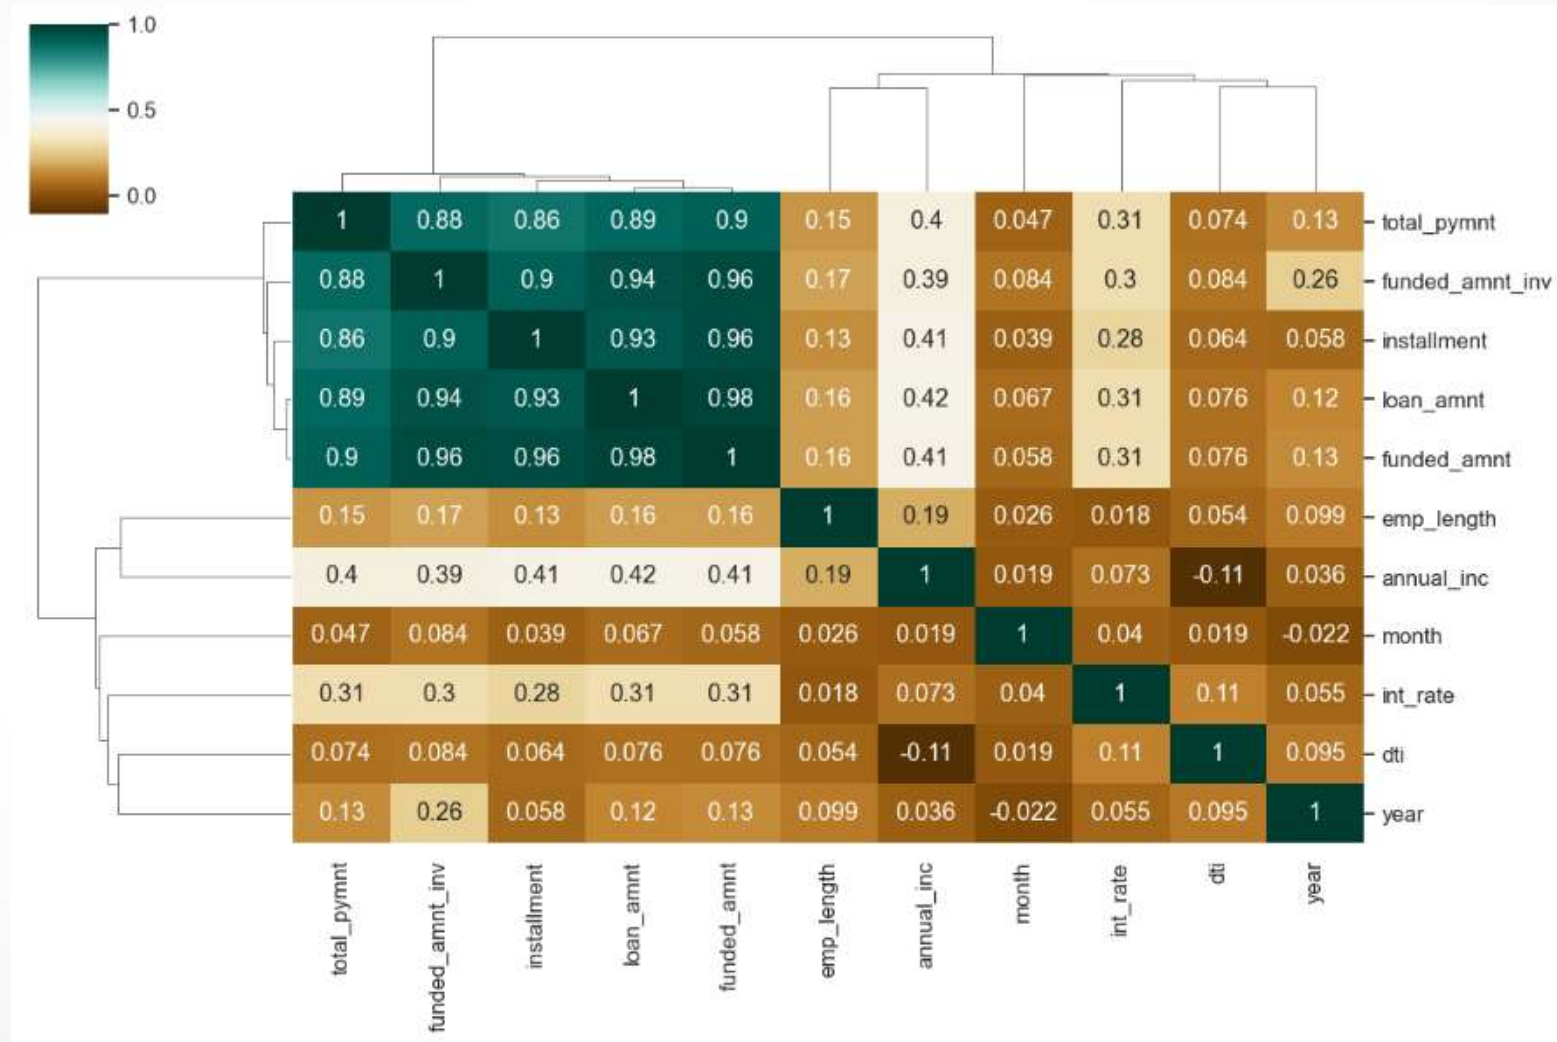 1.0
0.5
0.0
1 0.88 0.86 0.89 0.9 0.15 0.4 0.047 0.31 0.074 0.13 total_pymnt
0.88 1 0.9 0.94 0.96 0.17 0.39 0.084 0.3 0.084 0.26 funded_amnt_inv
0.86 0.9 1 0.93 0.96 0.13 0.41 0.039 0.28 0.064 0.058 installment
0.89 0.94 0.93 1 0.98 0.16 0.42 0.067 0.31 0.076 0.12 loan_amnt
0.9 0.96 0.96 0.98 1 0.16 0.41 0.058 0.31 0.076 0.13 funded_amnt
0.15 0.17 0.13 0.16 0.16 1 0.19 0.026 0.018 0.054 0.099 emp_length
0.4 0.39 0.41 0.42 0.41 0.19 1 0.019 0.073 -0.11 0.036 annual_inc
0.047 0.084 0.039 0.067 0.058 0.026 0.019 1 0.04 0.019 -0.022 month
0.31 0.3 0.28 0.31 0.31 0.018 0.073 0.04 1 0.11 0.055 int_rate
0.074 0.084 0.064 0.076 0.076 0.054 -0.11 0.019 0.11 1 0.095 dti
0.13 0.26 0.058 0.12 0.13 0.099 0.036 -0.022 0.055 0.095 1 year
total_pymnt
funded_amnt_inv
installment
loan_amnt
funded_amnt
emp_length
annual_inc
month
int_rate
dti
year